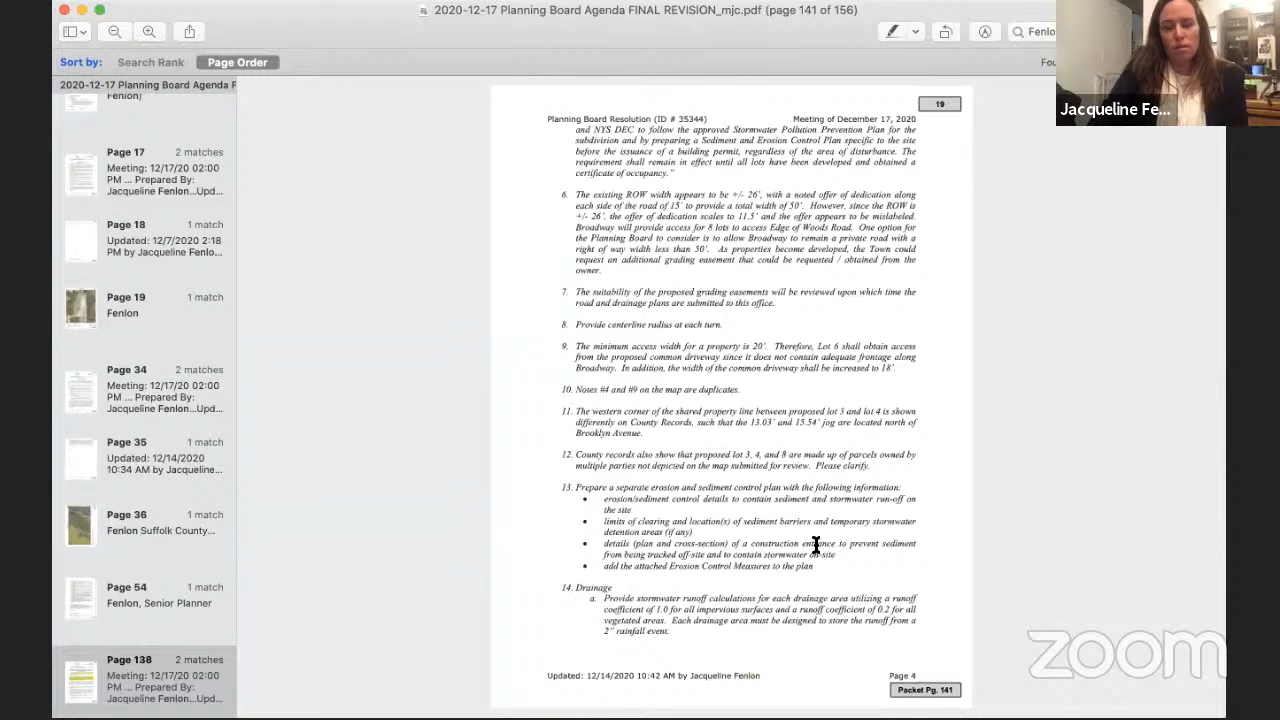 2020-12-17 Planning Board Agenda FINAL REVISION_mjc.pdf (page 141 of 156)
Fenlo
Sort by: Search Rank Page Order
Fou
2020-12-17 Planning Board Agenda F
Fenlon)
Page 17 2 matches
Meeting: 12/17/20 02:00
PM ... Prepared By:
Jacqueline Fenlon...Upd...
Page 18 1 match
Updated: 12/7/2020 2:18
PM by Jacqueline Fenlon
Page 19 1 match
Fenlon
Page 34 2 matches
Meeting: 12/17/20 02:00
PM ... Prepared By:
Jacqueline Fenlon...Upd...
Page 35 1 match
Updated: 12/14/2020
10:34 AM by Jacqueline...
Page 36 1 match
Fenlon Suffolk County...
Page 54 1 match
Fenlon, Senior Planner
Page 138 2 matches
Meeting: 12/17/20 02:00
PM ... Prepared By:
Jacqueline Fenlon...Upd...
19
Planning Board Resolution (ID # 35344) Meeting of December 17, 2020
and NYS DEC to follow the approved Stormwater Pollution Prevention Plan for the
subdivision and by preparing a Sediment and Erosion Control Plan specific to the site
before the issuance of a building permit, regardless of the area of disturbance. The
requirement shall remain in effect until all lots have been developed and obtained a
certificate of occupancy."
6. The existing ROW width appears to be +/- 26', with a noted offer of dedication along
each side of the road of 15' to provide a total width of 50'. However, since the ROW is
+/- 26', the offer of dedication scales to 11.5' and the offer appears to be mislabeled.
Broadway will provide access for 8 lots to access Edge of Woods Road. One option for
the Planning Board to consider is to allow Broadway to remain a private road with a
right of way width less than 50'. As properties become developed, the Town could
request an additional grading easement that could be requested / obtained from the
owner.
7. The suitability of the proposed grading easements will be reviewed upon which time the
road and drainage plans are submitted to this office.
8. Provide centerline radius at each turn.
9. The minimum access width for a property is 20'. Therefore, Lot 6 shall obtain access
from the proposed common driveway since it does not contain adequate frontage along
Broadway. In addition, the width of the common driveway shall be increased to 18'.
10. Notes #4 and #9 on the map are duplicates.
11. The western corner of the shared property line between proposed lot 3 and lot 4 is shown
differently on County Records, such that the 13.03' and 15.54' jog are located north of
Brooklyn Avenue.
12. County records also show that proposed lot 3, 4, and 8 are made up of parcels owned by
multiple parties not depicted on the map submitted for review. Please clarify.
13. Prepare a separate erosion and sediment control plan with the following information:
• erosion/sediment control details to contain sediment and stormwater run-off on
the site
• limits of clearing and location(s) of sediment barriers and temporary stormwater
detention areas (if any)
• details (plan and cross-section) of a construction entrance to prevent sediment
from being tracked off-site and to contain stormwater on-site
• add the attached Erosion Control Measures to the plan
14. Drainage
a. Provide stormwater runoff calculations for each drainage area utilizing a runoff
coefficient of 1.0 for all impervious surfaces and a runoff coefficient of 0.2 for all
vegetated areas. Each drainage area must be designed to store the runoff from a
2" rainfall event.
Updated: 12/14/2020 10:42 AM by Jacqueline Fenlon Page 4
Packet Pg. 141
Jacqueline Fe...
zoom